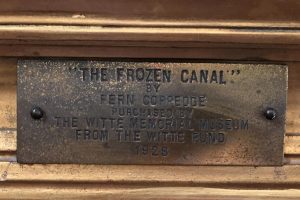 "THE FROZEN CANAL"
BY
FERN COPPEDGE
PURCHASED BY
THE WITTE MEMORIAL MUSEUM
FROM THE WITTE FUND
1928